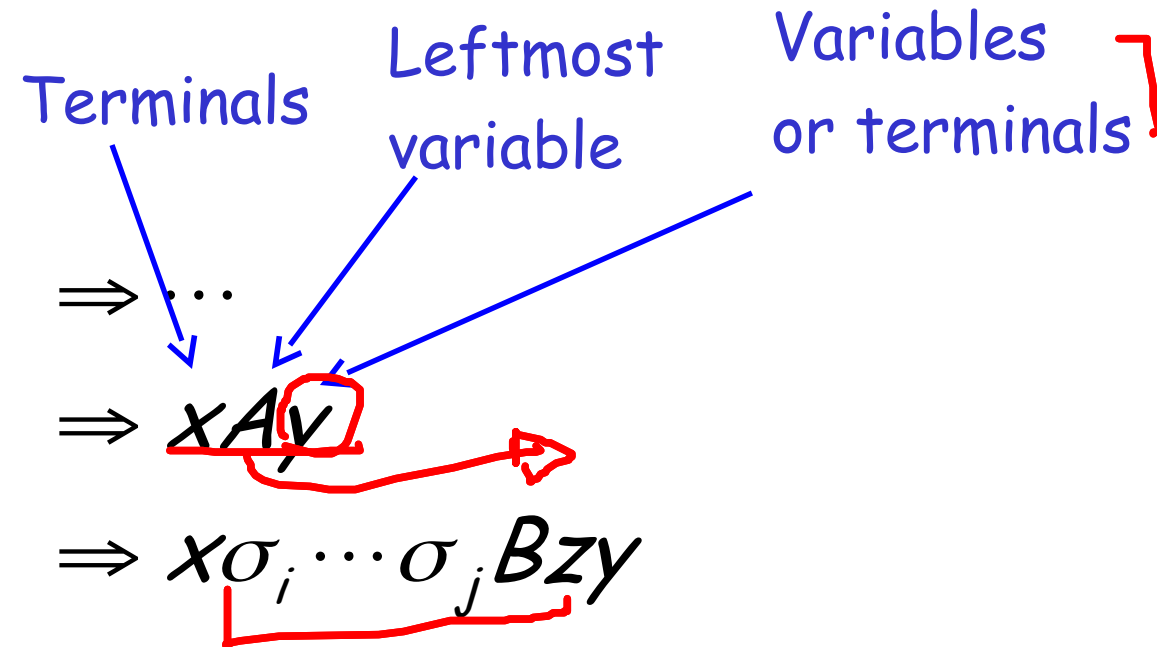 Terminals
Leftmost
variable
Variables
or terminals
⇒ ···
⇒ xAy
⇒ xσᵢ ··· σⱼBzy